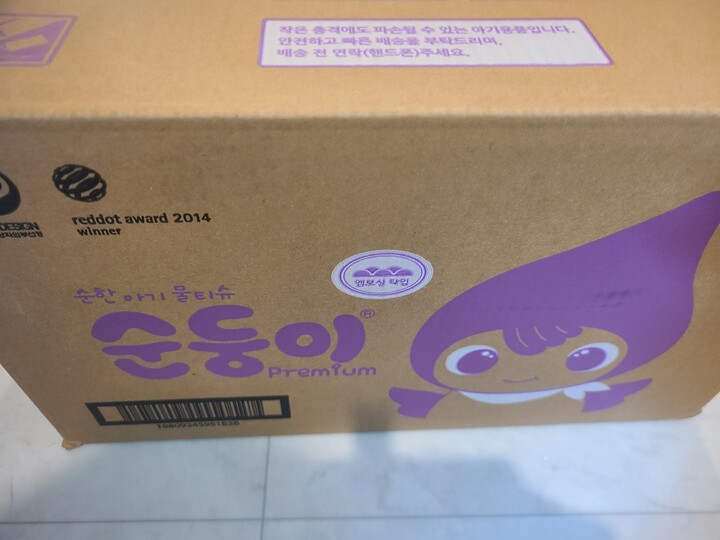 작은 충격에도 파손될 수 있는 아기용품입니다.
안전하고 빠른 배송을 부탁드리며,
배송 전 연락(핸드폰)주세요.
DESIGN
reddot award 2014
winner
엠보싱 타입
순한 아기 물티슈
순둥이®
Premium